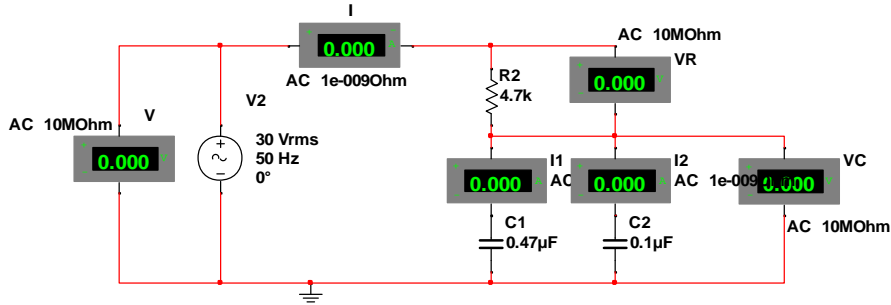 I
0.000 A
AC 1e-009Ohm
AC 10MOhm
VR
0.000 V
R2
4.7k
V
AC 10MOhm
0.000 V
V2
30 Vrms
50 Hz
0°
I1
AC
0.000 A
I2
AC 1e-009
0.000 A
VC
0.000 V
AC 10MOhm
C1
0.47µF
C2
0.1µF